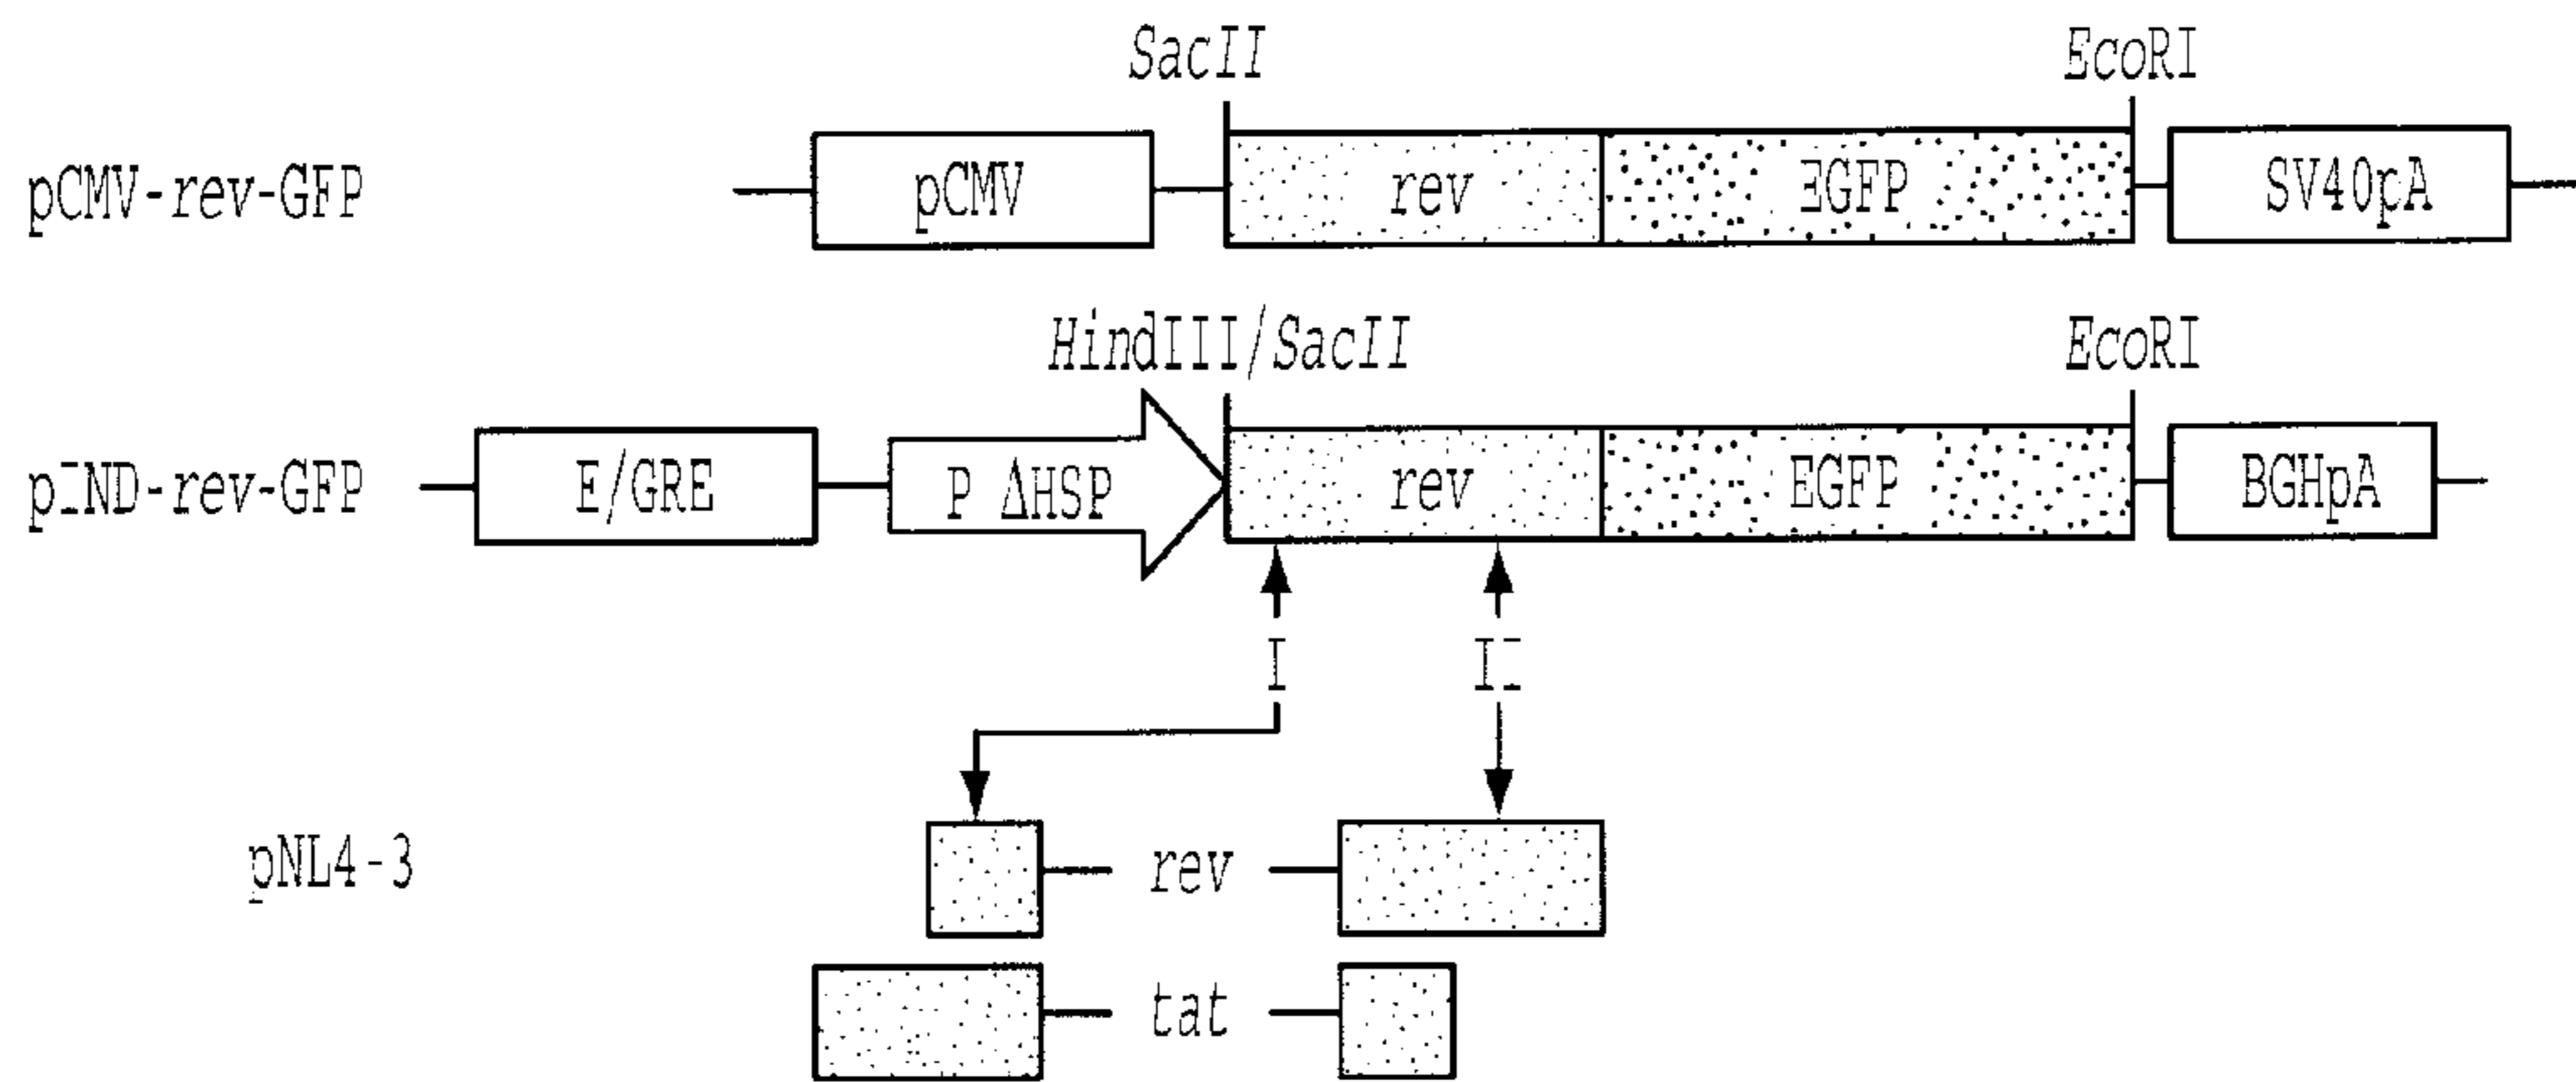 SacII EcoRI
pCMV-rev-GFP pCMV rev EGFP SV40pA
HindIII/SacII EcoRI
pIND-rev-GFP E/GRE P ΔHSP rev EGFP BGHpA
I II
pNL4-3 rev
tat